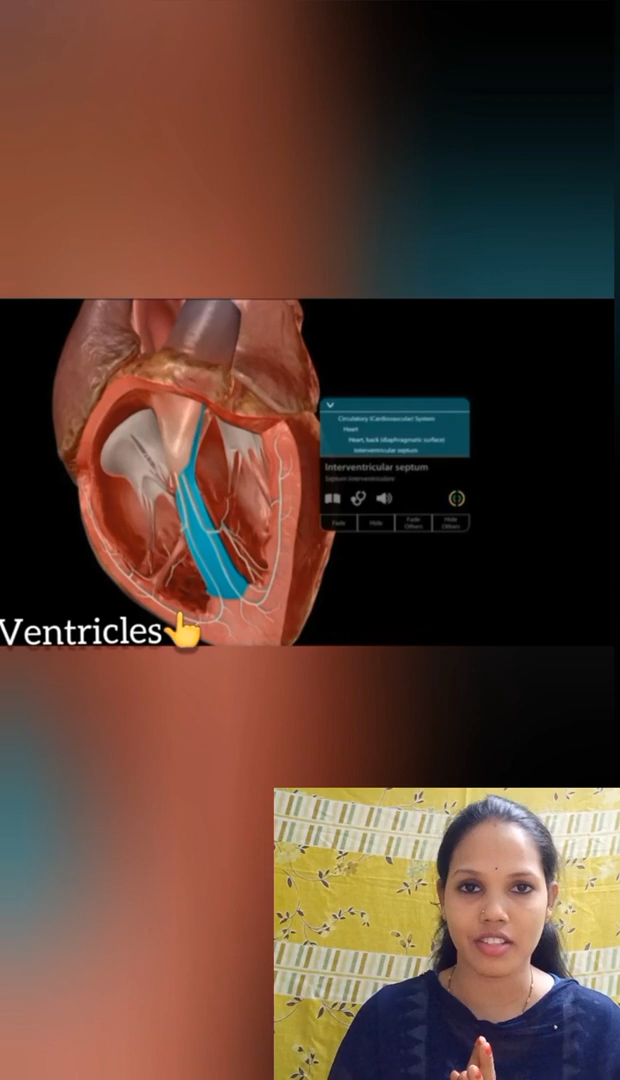 Circulatory (Cardiovascular) System
Heart
Heart, back (diaphragmatic surface)
Interventricular septum
Interventricular septum
Septum interventriculare
Fade
Hide
Fade Others
Hide Others
Ventricles👆